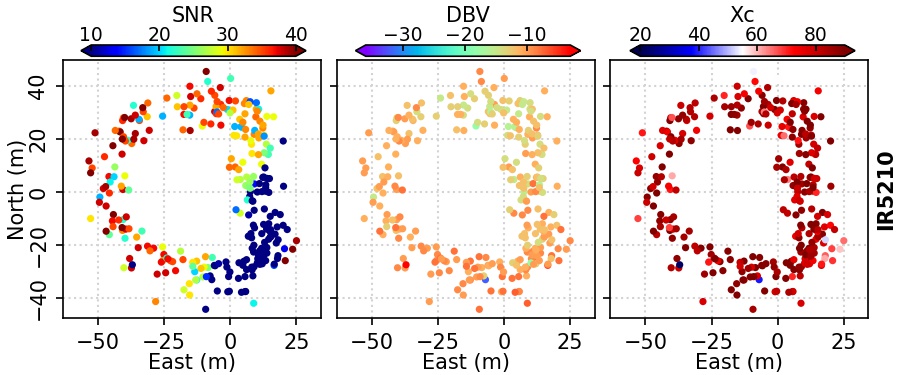 SNR DBV Xc
10 20 30 40 −30 −20 −10 20 40 60 80
North (m)
40
20
0
−20
−40
IR5210
−50 −25 0 25 −50 −25 0 25 −50 −25 0 25
East (m) East (m) East (m)